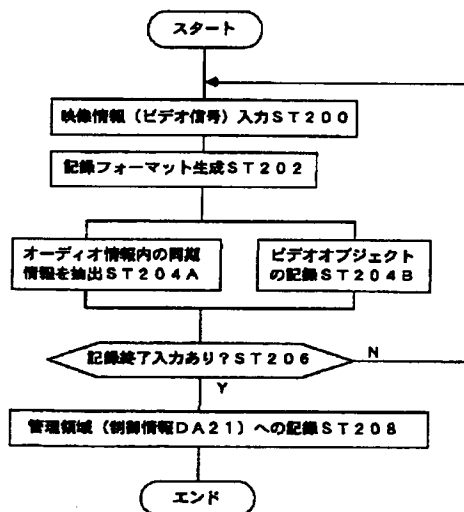 スタート
映像情報（ビデオ信号）入力ＳＴ２００
記録フォーマット生成ＳＴ２０２
オーディオ情報内の同期
情報を抽出ＳＴ２０４Ａ
ビデオオブジェクト
の記録ＳＴ２０４Ｂ
記録終了入力あり？ＳＴ２０６
N
Y
管理領域（制御情報ＤＡ２１）への記録ＳＴ２０８
エンド